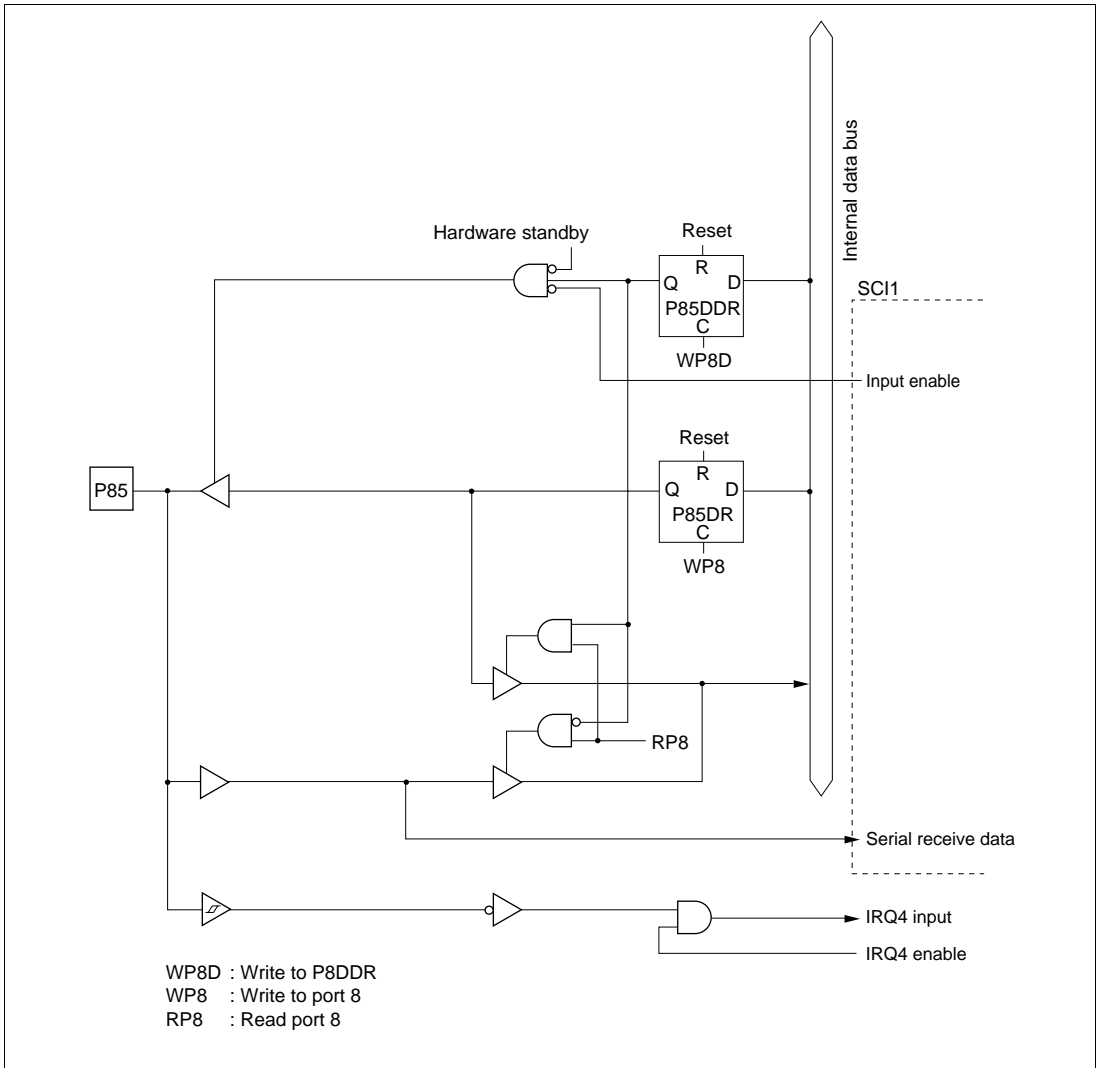 Internal data bus
Hardware standby
Reset
R
Q D
P85DDR
C
WP8D
SCI1
Input enable
Reset
R
Q D
P85DR
C
WP8
P85
RP8
Serial receive data
IRQ4 input
IRQ4 enable
WP8D : Write to P8DDR
WP8 : Write to port 8
RP8 : Read port 8